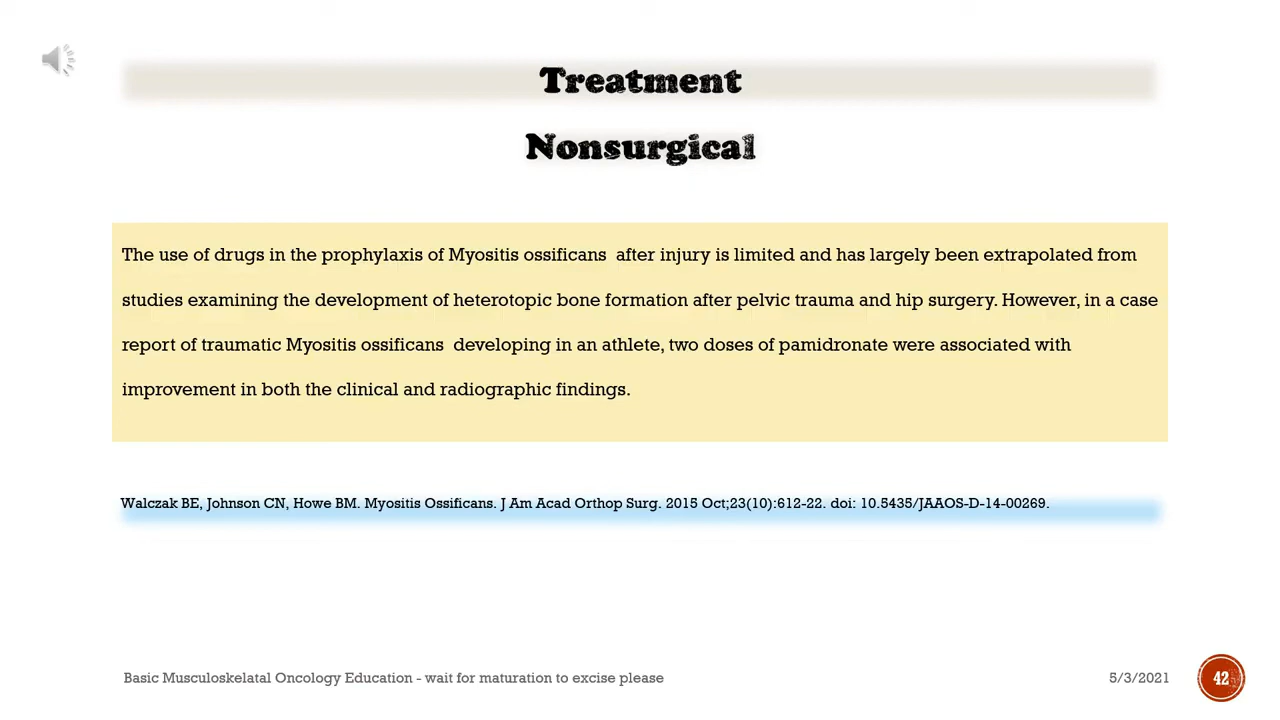 Treatment
Nonsurgical
The use of drugs in the prophylaxis of Myositis ossificans after injury is limited and has largely been extrapolated from
studies examining the development of heterotopic bone formation after pelvic trauma and hip surgery. However, in a case
report of traumatic Myositis ossificans developing in an athlete, two doses of pamidronate were associated with
improvement in both the clinical and radiographic findings.
Walczak BE, Johnson CN, Howe BM. Myositis Ossificans. J Am Acad Orthop Surg. 2015 Oct;23(10):612-22. doi: 10.5435/JAAOS-D-14-00269.
Basic Musculoskelatal Oncology Education - wait for maturation to excise please
5/3/2021
42